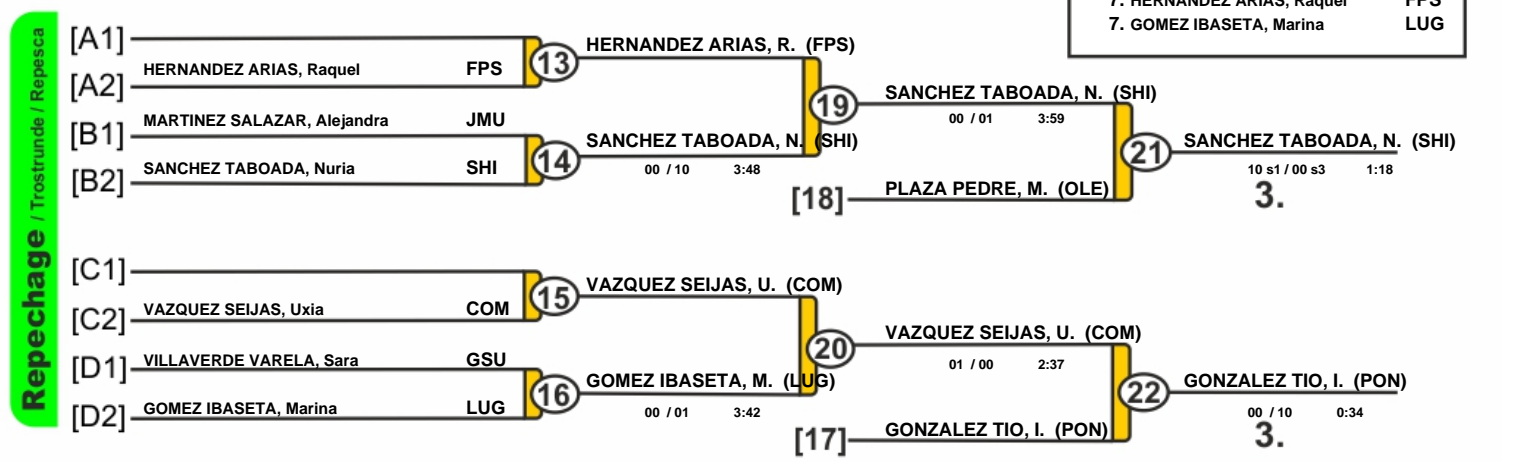 7. HERNANDEZ ARIAS, Raquel FPS
7. GOMEZ IBASETA, Marina LUG
Repechage / Trostrunde / Repesca
[A1]
HERNANDEZ ARIAS, R. (FPS)
13
HERNANDEZ ARIAS, Raquel FPS
[A2]
SANCHEZ TABOADA, N. (SHI)
19
00 / 01 3:59
[B1] MARTINEZ SALAZAR, Alejandra JMU
SANCHEZ TABOADA, N. (SHI)
14
00 / 10 3:48
[B2] SANCHEZ TABOADA, Nuria SHI
21
SANCHEZ TABOADA, N. (SHI)
10 s1 / 00 s3 1:18
3.
[18] PLAZA PEDRE, M. (OLE)
[C1]
VAZQUEZ SEIJAS, U. (COM)
15
[C2] VAZQUEZ SEIJAS, Uxia COM
VAZQUEZ SEIJAS, U. (COM)
20
01 / 00 2:37
[D1] VILLAVERDE VARELA, Sara GSU
GOMEZ IBASETA, M. (LUG)
16
00 / 01 3:42
[D2] GOMEZ IBASETA, Marina LUG
22
GONZALEZ TIO, I. (PON)
00 / 10 0:34
3.
[17] GONZALEZ TIO, I. (PON)